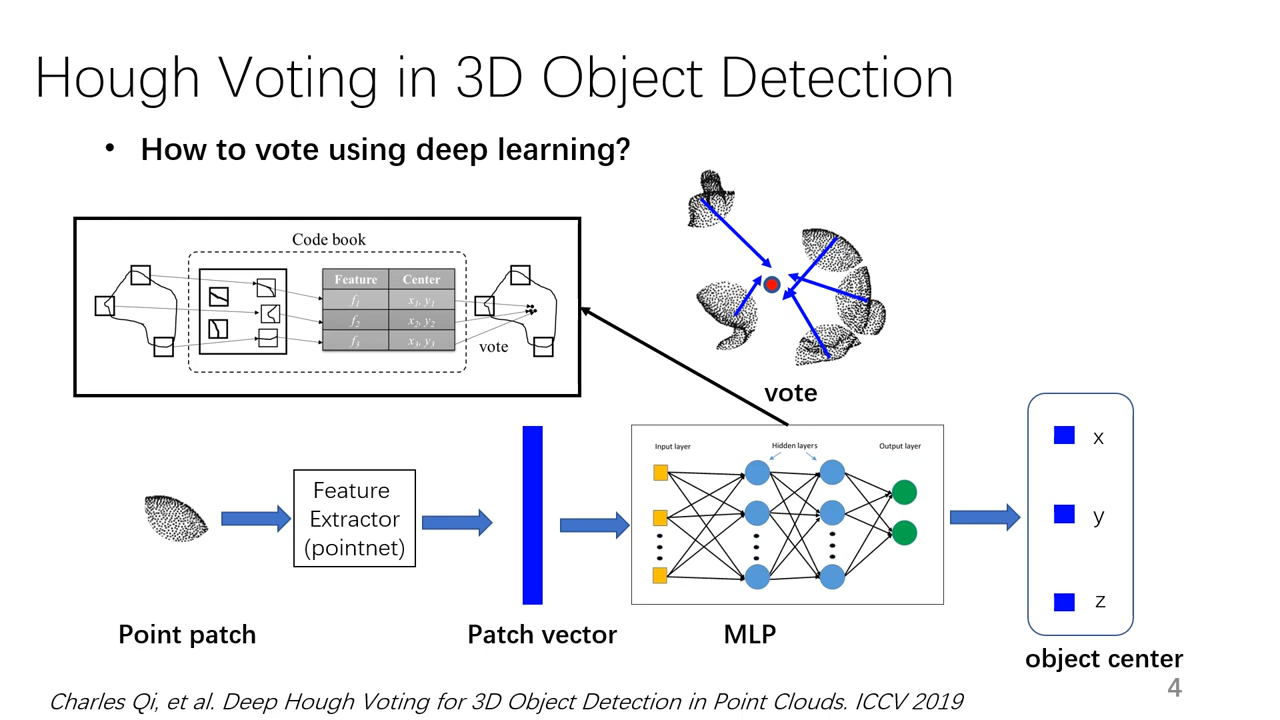 Hough Voting in 3D Object Detection
• How to vote using deep learning?
Code book
Feature Center
f1 x1, y1
f2 x2, y2
f3 x3, y3
vote
vote
Input layer
Hidden layers
Output layer
Feature
Extractor
(pointnet)
x
y
z
Point patch
Patch vector
MLP
object center
4
Charles Qi, et al. Deep Hough Voting for 3D Object Detection in Point Clouds. ICCV 2019